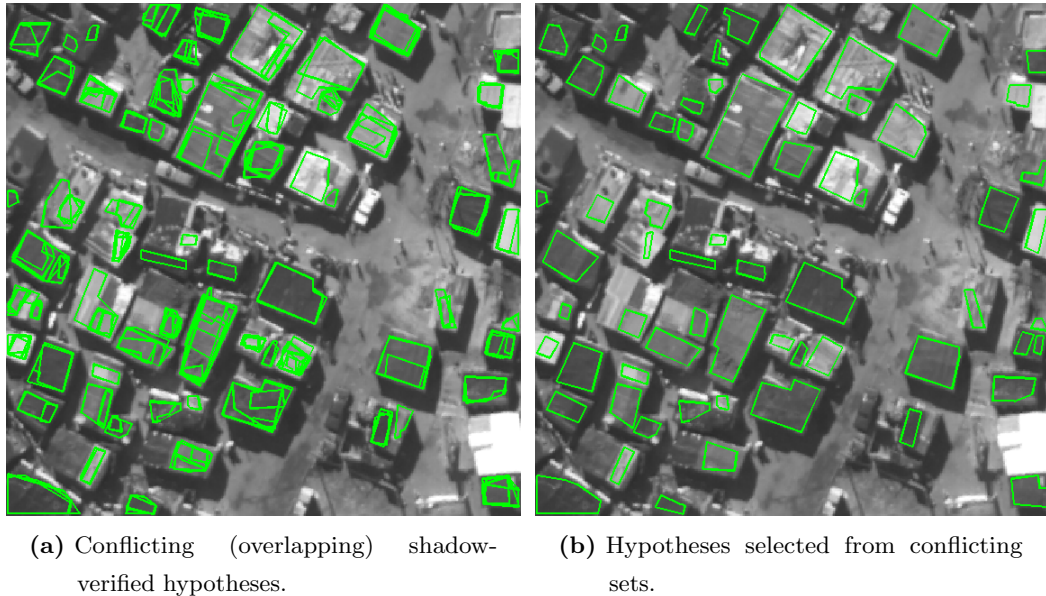 (a) Conflicting (overlapping) shadow-
verified hypotheses.
(b) Hypotheses selected from conflicting
sets.